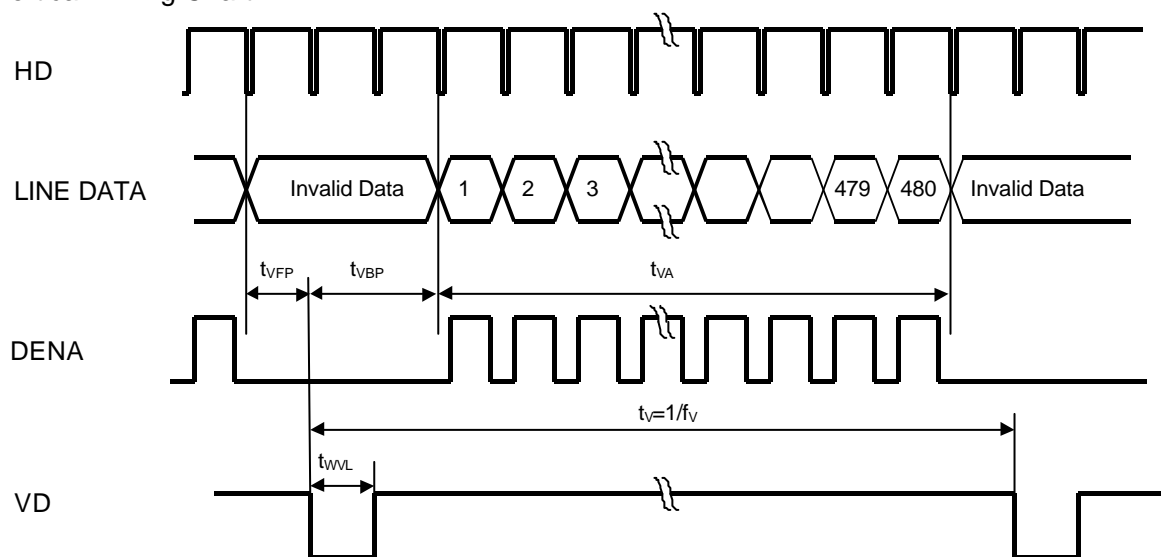 HD
LINE DATA
Invalid Data 1 2 3 479 480 Invalid Data
tVFP tVBP tVA
DENA
tV=1/fV
tWVL
VD